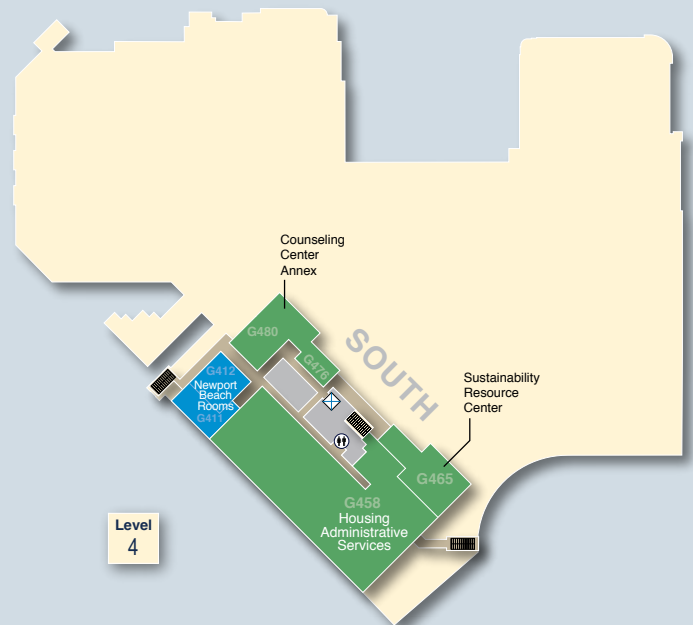 Counseling
Center
Annex
G480
G476
SOUTH
G412
Newport
Beach
Rooms
G411
Sustainability
Resource
Center
G465
G458
Housing
Administrative
Services
Level
4